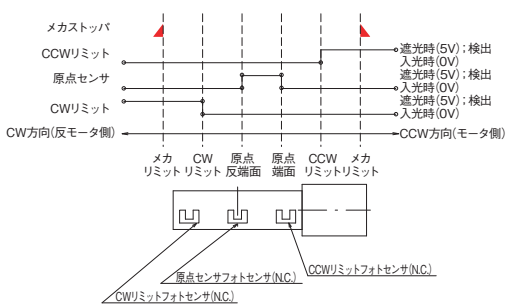 メカストッパ
CCWリミット
遮光時(5V);検出
入光時(0V)
原点センサ
遮光時(5V);検出
入光時(0V)
CWリミット
遮光時(5V);検出
入光時(0V)
CW方向(反モータ側)
CCW方向(モータ側)
メカ CW 原点 原点 CCW メカ
リミット リミット 反端面 端面 リミット リミット
CCWリミットフォトセンサ(N.C.)
原点センサフォトセンサ(N.C.)
CWリミットフォトセンサ(N.C.)